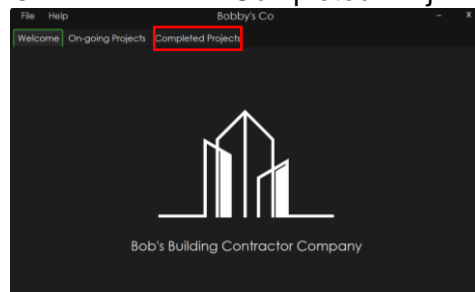 File Help Bobby's Co – x
Welcome On-going Projects Completed Projects
Bob's Building Contractor Company